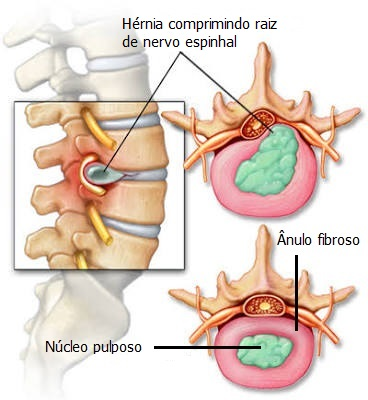 Hérnia comprimindo raiz
de nervo espinhal
Ânulo fibroso
Núcleo pulposo